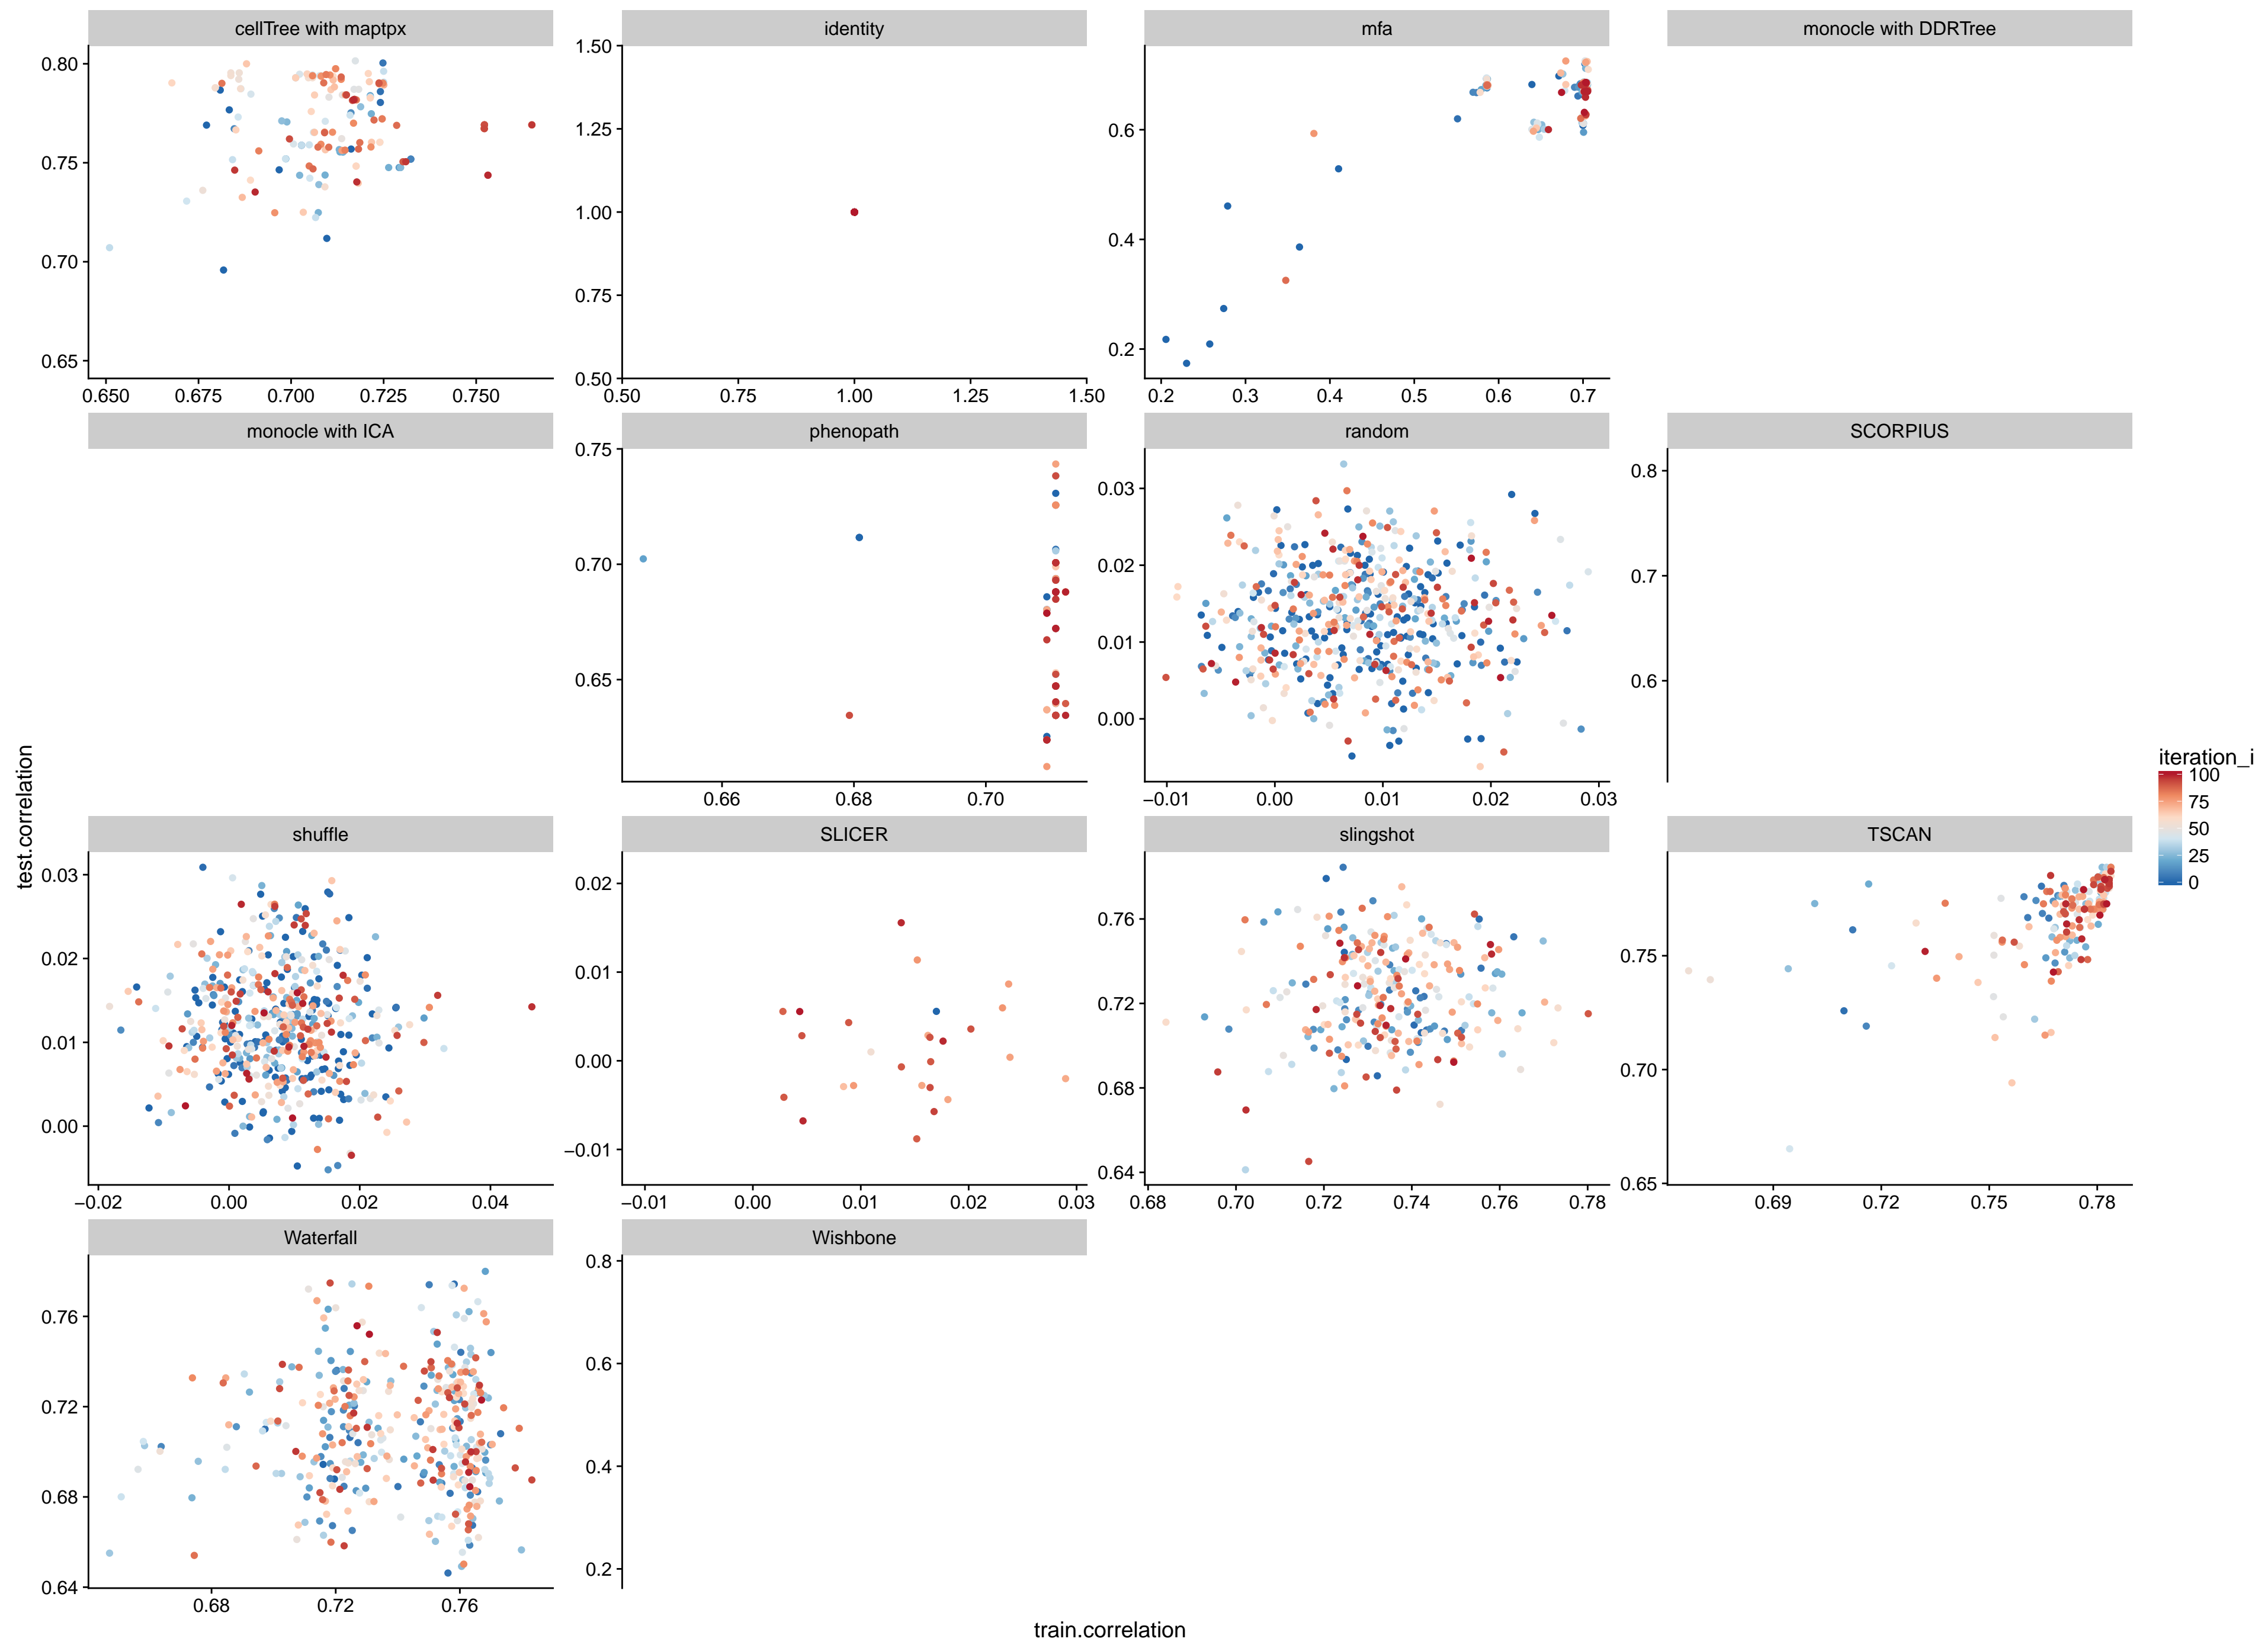 cellTree with maptpx
identity
mfa
monocle with DDRTree
0.80
0.75
0.70
0.65
0.650 0.675 0.700 0.725 0.750
1.50
1.25
1.00
0.75
0.50
0.50 0.75 1.00 1.25 1.50
0.6
0.4
0.2
0.2 0.3 0.4 0.5 0.6 0.7
monocle with ICA
phenopath
random
SCORPIUS
0.75
0.70
0.65
0.66 0.68 0.70
0.03
0.02
0.01
0.00
−0.01 0.00 0.01 0.02 0.03
0.8
0.7
0.6
test.correlation
iteration_i
100
75
50
25
0
shuffle
SLICER
slingshot
TSCAN
0.03
0.02
0.01
0.00
−0.02 0.00 0.02 0.04
0.02
0.01
0.00
−0.01
−0.01 0.00 0.01 0.02 0.03
0.76
0.72
0.68
0.64
0.68 0.70 0.72 0.74 0.76 0.78
0.75
0.70
0.65
0.69 0.72 0.75 0.78
Waterfall
Wishbone
0.76
0.72
0.68
0.64
0.68 0.72 0.76
0.8
0.6
0.4
0.2
train.correlation